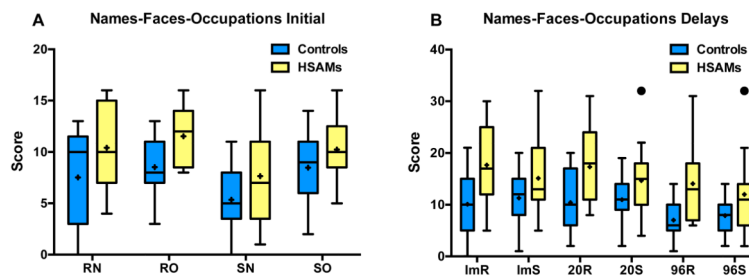 A Names-Faces-Occupations Initial
Controls
HSAMs
20
15
10
5
0
Score
RN RO SN SO
B Names-Faces-Occupations Delays
Controls
HSAMs
40
30
20
10
0
Score
ImR ImS 20R 20S 96R 96S